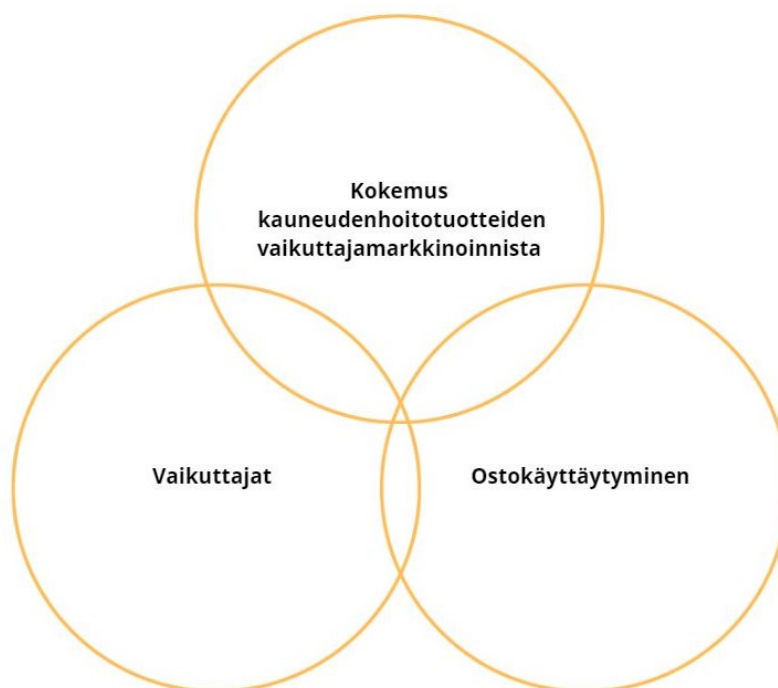 Kokemus
kauneudenhoitotuotteiden
vaikuttajamarkkinoinnista
Vaikuttajat
Ostokäyttäytyminen